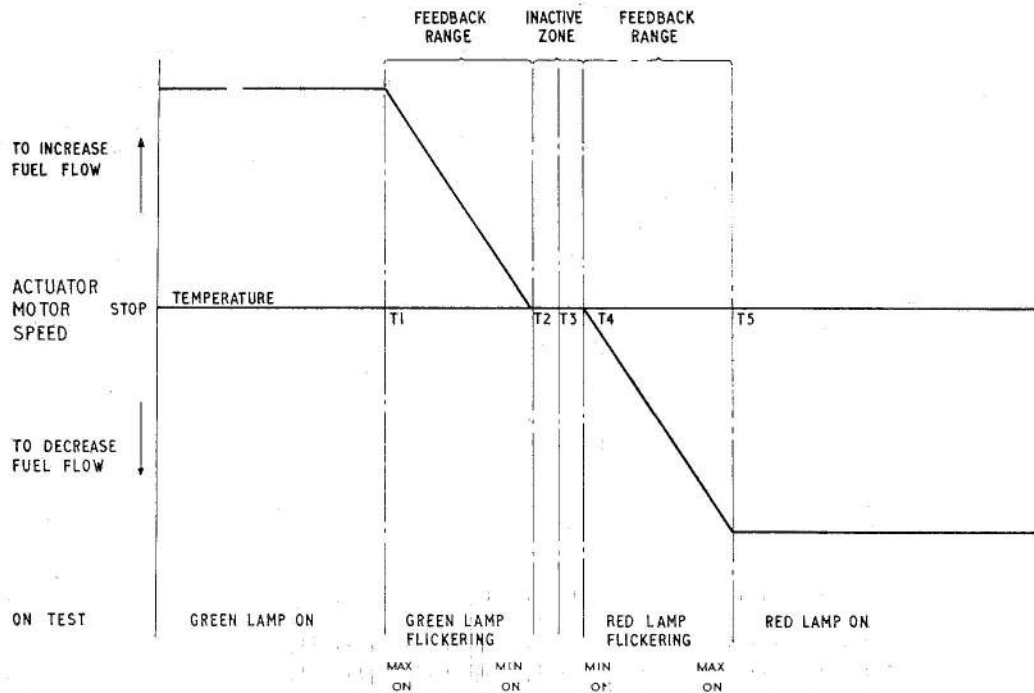 FEEDBACK
RANGE
INACTIVE
ZONE
FEEDBACK
RANGE
TO INCREASE
FUEL FLOW
ACTUATOR
MOTOR
SPEED
STOP
TEMPERATURE
T1
T2
T3
T4
T5
TO DECREASE
FUEL FLOW
ON TEST
GREEN LAMP ON
GREEN LAMP
FLICKERING
RED LAMP
FLICKERING
RED LAMP ON
MAX
ON
MIN
ON
MIN
ON
MAX
ON